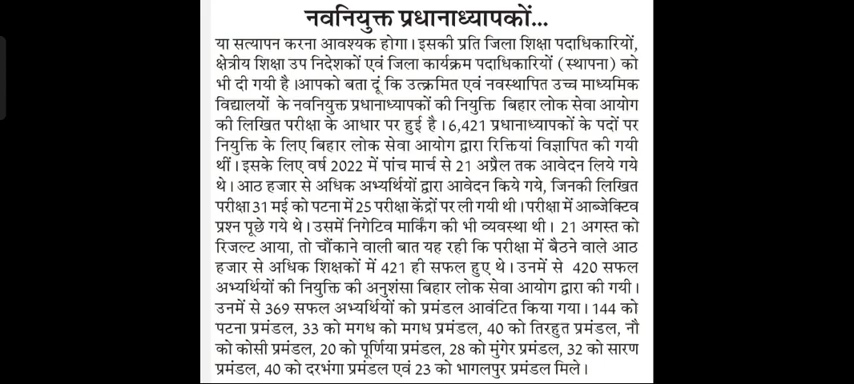 नवनियुक्त प्रधानाध्यापकों...
या सत्यापन करना आवश्यक होगा। इसकी प्रति जिला शिक्षा पदाधिकारियों,
क्षेत्रीय शिक्षा उप निदेशकों एवं जिला कार्यक्रम पदाधिकारियों (स्थापना) को
भी दी गयी है ।आपको बता दूं कि उत्क्रमित एवं नवस्थापित उच्च माध्यमिक
विद्यालयों के नवनियुक्त प्रधानाध्यापकों की नियुक्ति बिहार लोक सेवा आयोग
की लिखित परीक्षा के आधार पर हुई है । 6,421 प्रधानाध्यापकों के पदों पर
नियुक्ति के लिए बिहार लोक सेवा आयोग द्वारा रिक्तियां विज्ञापित की गयी
थीं । इसके लिए वर्ष 2022 में पांच मार्च से 21 अप्रैल तक आवेदन लिये गये
थे । आठ हजार से अधिक अभ्यर्थियों द्वारा आवेदन किये गये, जिनकी लिखित
परीक्षा 31 मई को पटना में 25 परीक्षा केंद्रों पर ली गयी थी । परीक्षा में आब्जेक्टिव
प्रश्न पूछे गये थे । उसमें निगेटिव मार्किंग की भी व्यवस्था थी । 21 अगस्त को
रिजल्ट आया, तो चौंकाने वाली बात यह रही कि परीक्षा में बैठने वाले आठ
हजार से अधिक शिक्षकों में 421 ही सफल हुए थे । उनमें से 420 सफल
अभ्यर्थियों की नियुक्ति की अनुशंसा बिहार लोक सेवा आयोग द्वारा की गयी ।
उनमें से 369 सफल अभ्यर्थियों को प्रमंडल आवंटित किया गया । 144 को
पटना प्रमंडल, 33 को मगध को मगध प्रमंडल, 40 को तिरहुत प्रमंडल, नौ
को कोसी प्रमंडल, 20 को पूर्णिया प्रमंडल, 28 को मुंगेर प्रमंडल, 32 को सारण
प्रमंडल, 40 को दरभंगा प्रमंडल एवं 23 को भागलपुर प्रमंडल मिले ।